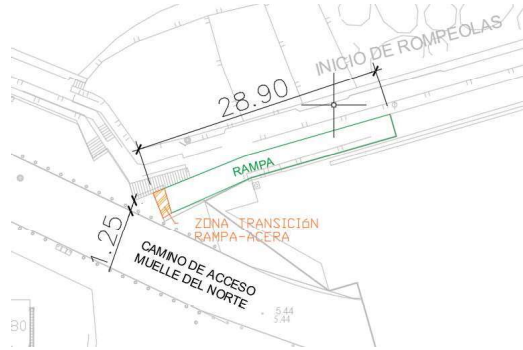 INICIO DE ROMPEOLAS
28.90
RAMPA
ZONA TRANSICIÓN
RAMPA-ACERA
1.25
CAMINO DE ACCESO
MUELLE DEL NORTE
5.44
5.44